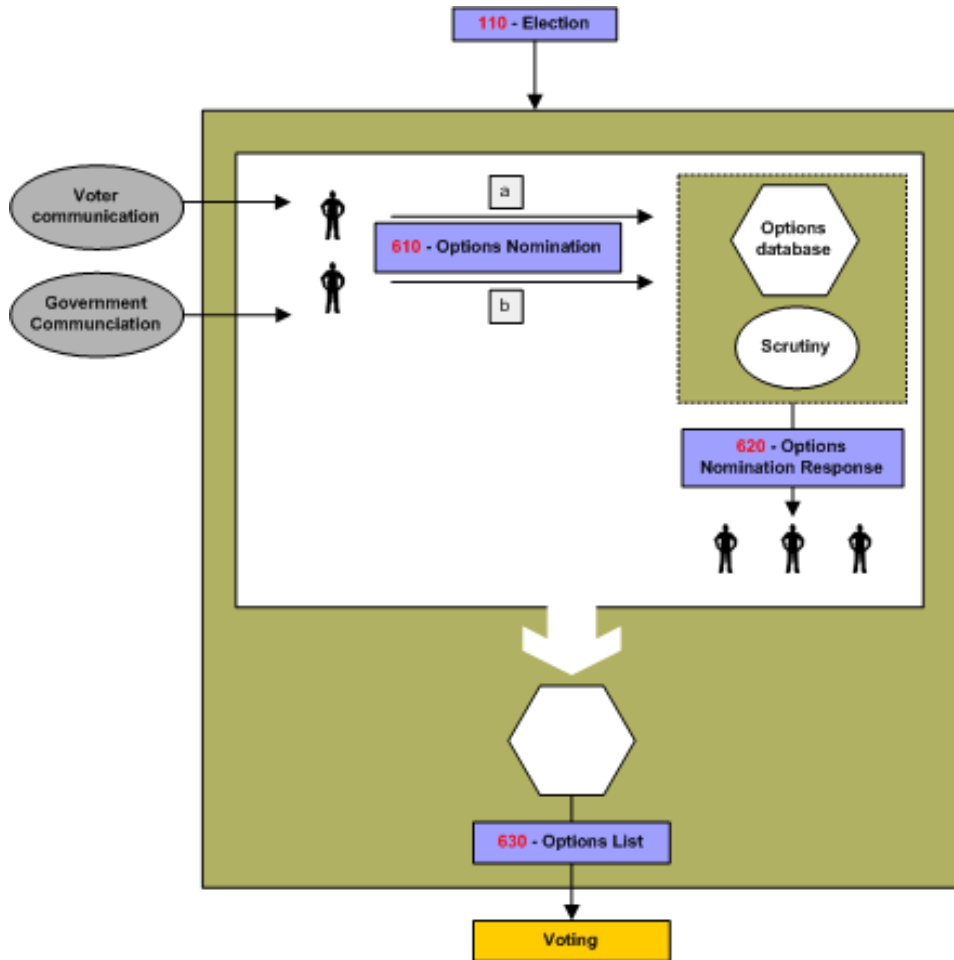 110 - Election
Voter
communication
Government
Communciation
a
610 - Options Nomination
b
Options
database
Scrutiny
620 - Options
Nomination Response
630 - Options List
Voting